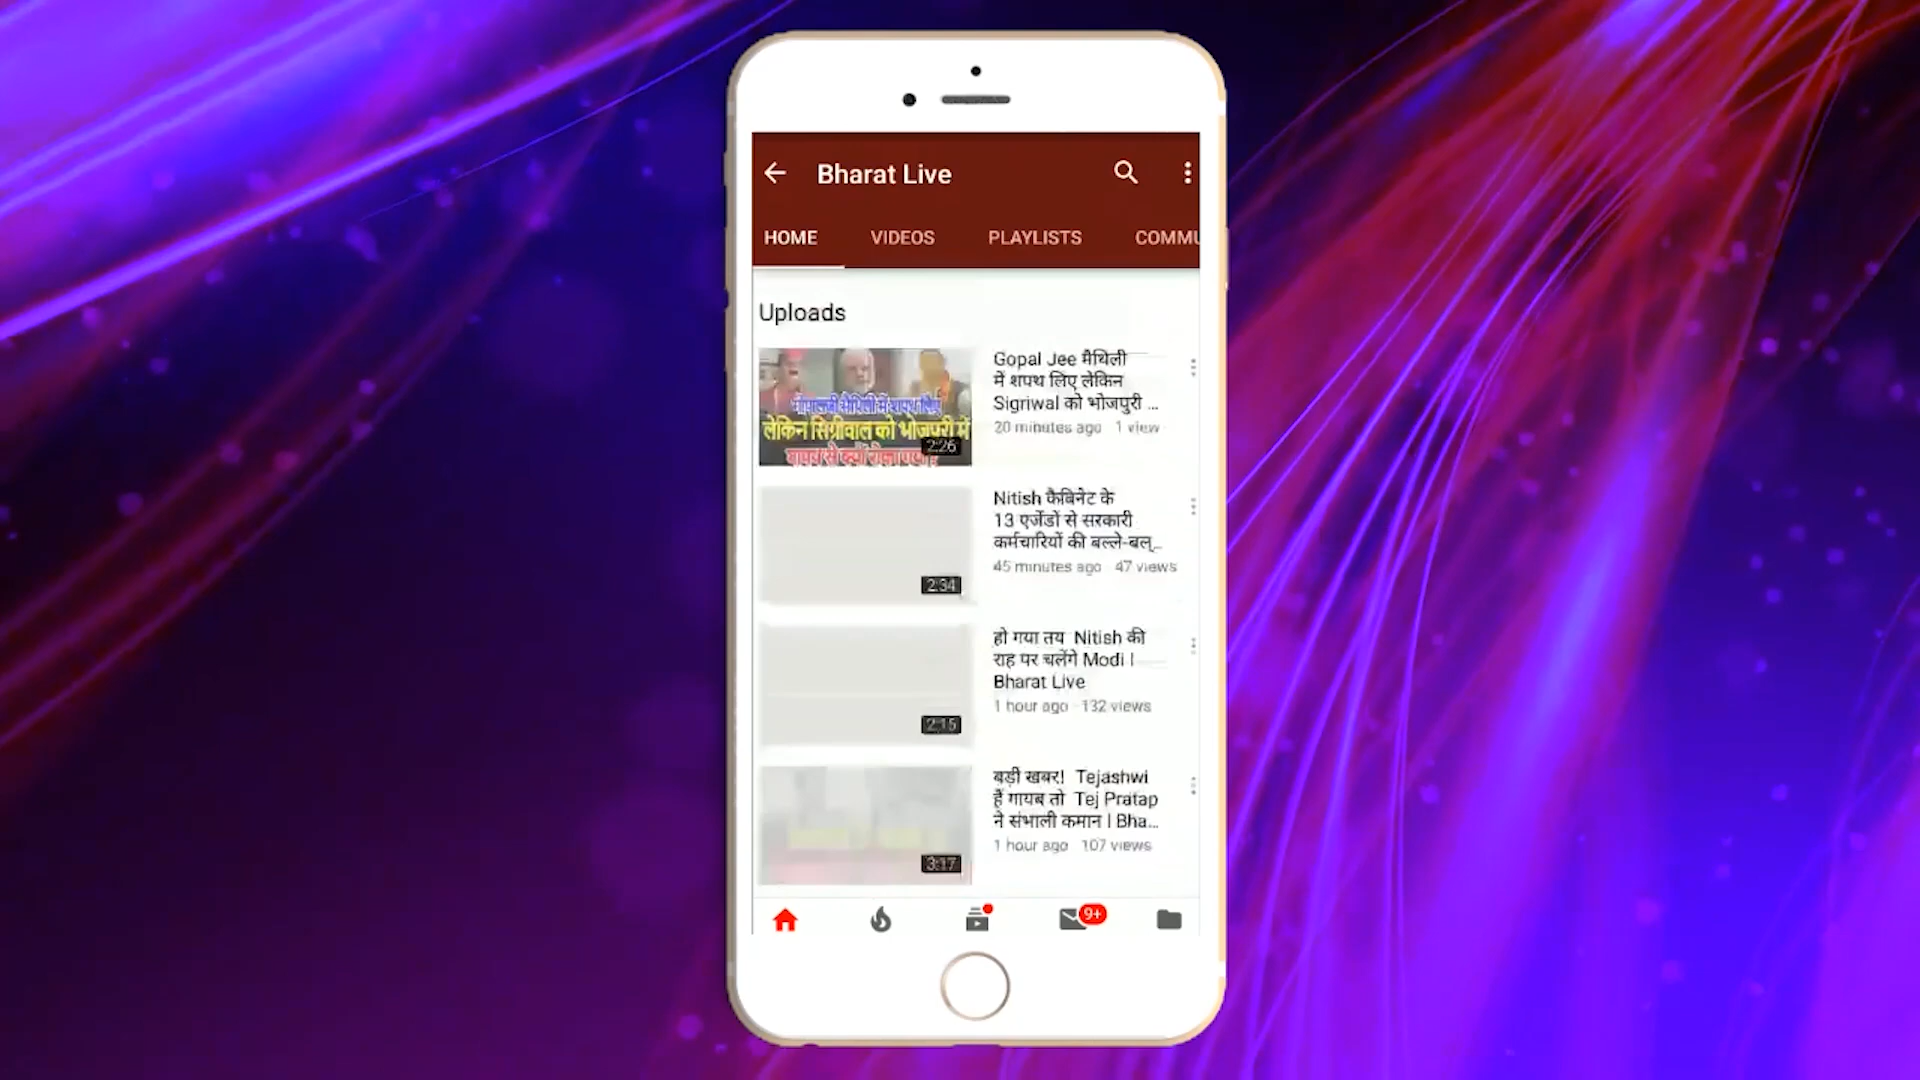 Bharat Live
HOME VIDEOS PLAYLISTS COMMU
Uploads
Gopal Jee मैथिली
में शपथ लिए लेकिन
Sigriwal को भोजपुरी ...
20 minutes ago 1 view
गोपालजी मैथिली में शपथ लिए
लेकिन सिग्रीवाल को भोजपुरी में
2:26
Nitish कैबिनेट के
13 एजेंडों से सरकारी
कर्मचारियों की बल्ले-बल्...
45 minutes ago 47 views
2:34
हो गया तय Nitish की
राह पर चलेंगे Modi।
Bharat Live
1 hour ago 132 views
2:15
बड़ी खबर! Tejashwi
हैं गायब तो Tej Pratap
ने संभाली कमान । Bha...
1 hour ago 107 views
3:17
9+